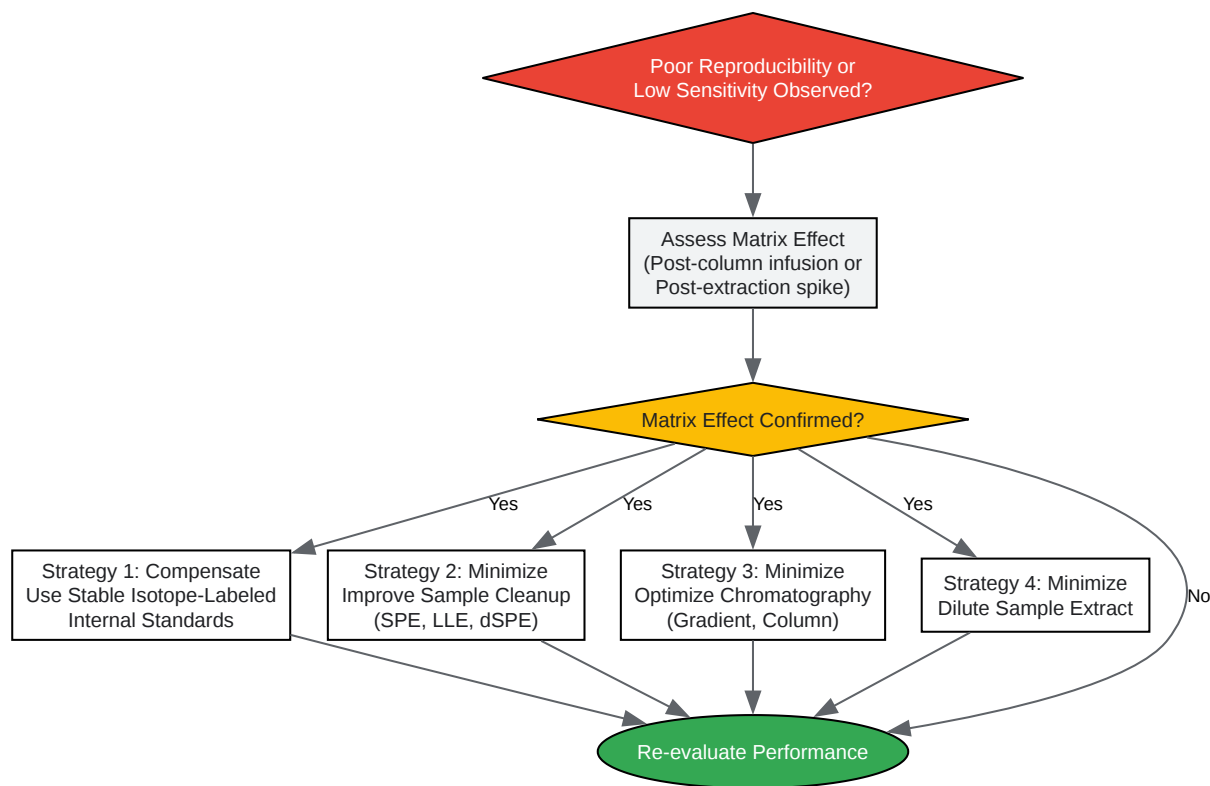 Poor Reproducibility or
Low Sensitivity Observed?
Assess Matrix Effect
(Post-column infusion or
Post-extraction spike)
Matrix Effect Confirmed?
Yes
Yes
Yes
Yes
No
Strategy 1: Compensate
Use Stable Isotope-Labeled
Internal Standards
Strategy 2: Minimize
Improve Sample Cleanup
(SPE, LLE, dSPE)
Strategy 3: Minimize
Optimize Chromatography
(Gradient, Column)
Strategy 4: Minimize
Dilute Sample Extract
Re-evaluate Performance